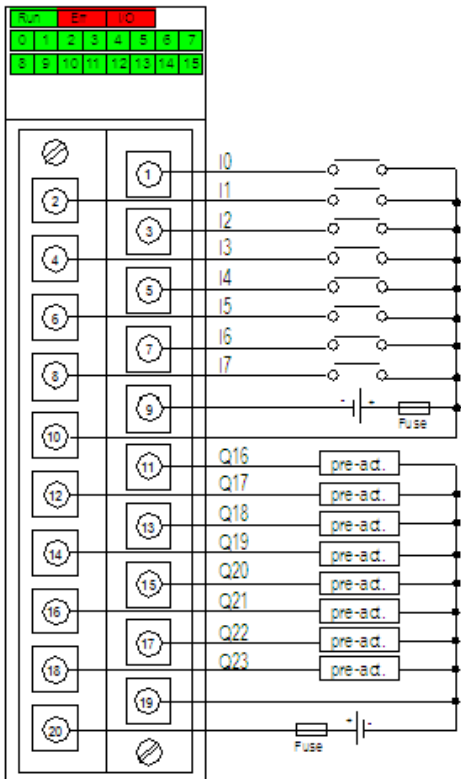 Run Err I/O
0 1 2 3 4 5 6 7
8 9 10 11 12 13 14 15
1 I0
2 I1
3 I2
4 I3
5 I4
6 I5
7 I6
8 I7
9 - +
Fuse
10
11 Q16 pre-act.
12 Q17 pre-act.
13 Q18 pre-act.
14 Q19 pre-act.
15 Q20 pre-act.
16 Q21 pre-act.
17 Q22 pre-act.
18 Q23 pre-act.
19
20 + -
Fuse